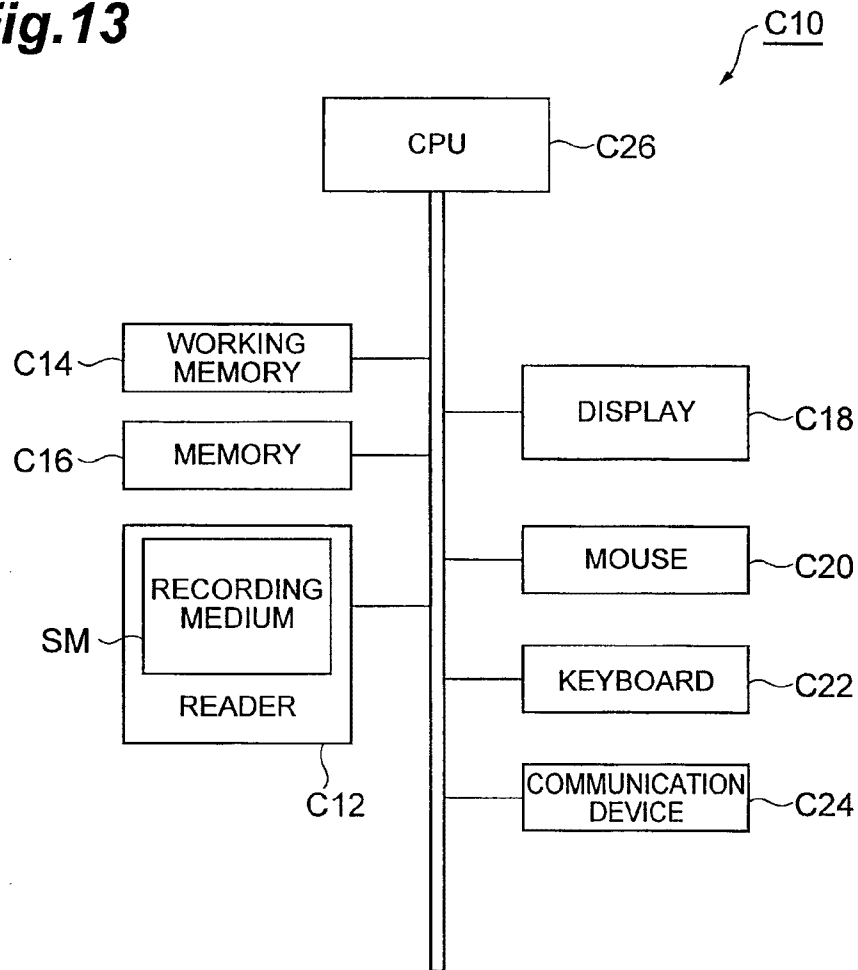 ig.13
C10
CPU
C26
WORKING
MEMORY
C14
MEMORY
C16
RECORDING
MEDIUM
SM
READER
C12
DISPLAY
C18
MOUSE
C20
KEYBOARD
C22
COMMUNICATION
DEVICE
C24